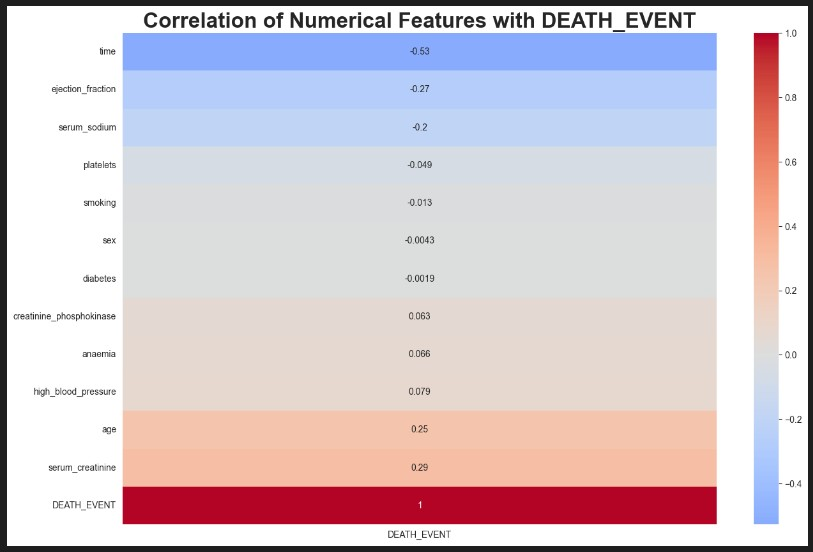 Correlation of Numerical Features with DEATH_EVENT
time -0.53
ejection_fraction -0.27
serum_sodium -0.2
platelets -0.049
smoking -0.013
sex -0.0043
diabetes -0.0019
creatinine_phosphokinase 0.063
anaemia 0.066
high_blood_pressure 0.079
age 0.25
serum_creatinine 0.29
DEATH_EVENT 1
DEATH_EVENT
1.0
0.8
0.6
0.4
0.2
0.0
−0.2
−0.4